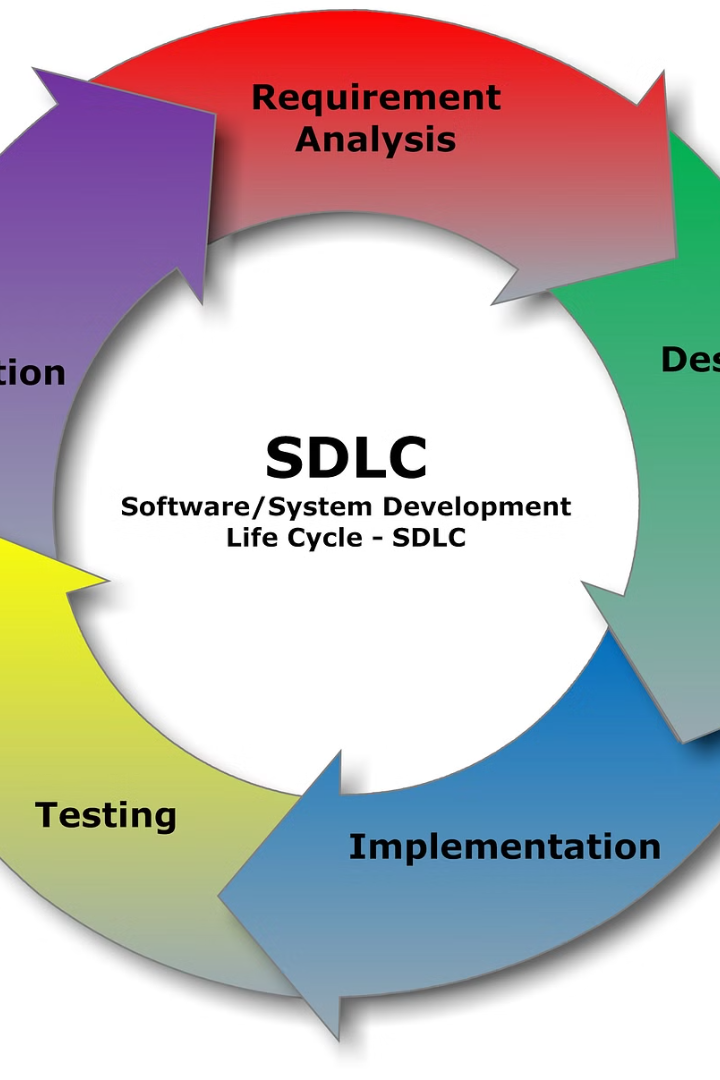 Requirement
Analysis
Des
tion
SDLC
Software/System Development
Life Cycle - SDLC
Testing
Implementation